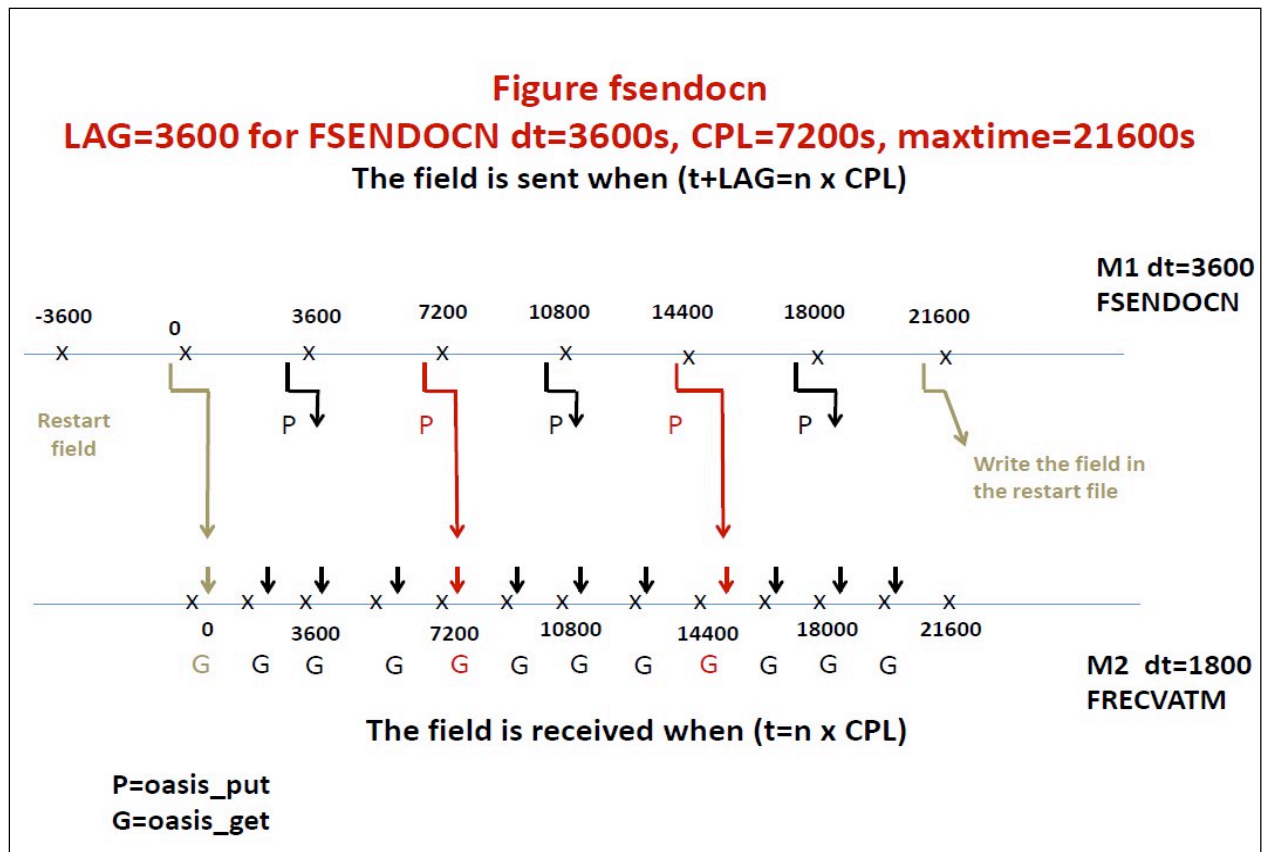 Figure fsendocn
LAG=3600 for FSENDOCN dt=3600s, CPL=7200s, maxtime=21600s
The field is sent when (t+LAG=n x CPL)
M1 dt=3600
FSENDOCN
-3600 0 3600 7200 10800 14400 18000 21600
x x x x x x x x
Restart
field
P P P P P
Write the field in
the restart file
x x x x x x x x x x x x x
0 3600 7200 10800 14400 18000 21600
G G G G G G G G G G G G
M2 dt=1800
FRECVATM
The field is received when (t=n x CPL)
P=oasis_put
G=oasis_get